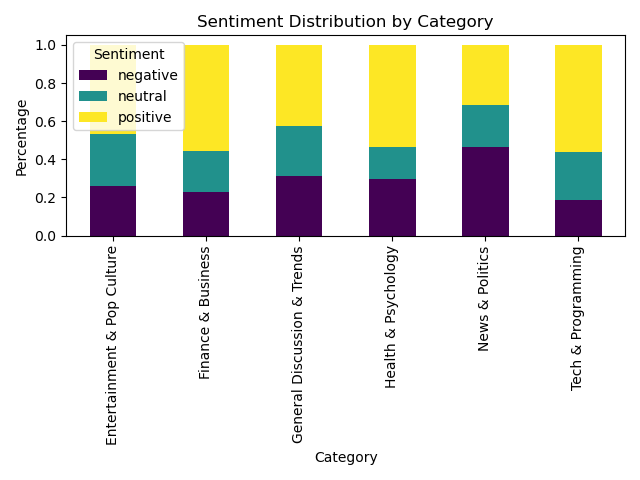 Sentiment Distribution by Category
Percentage
1.0
0.8
0.6
0.4
0.2
0.0
Sentiment
negative
neutral
positive
Entertainment & Pop Culture
Finance & Business
General Discussion & Trends
Health & Psychology
News & Politics
Tech & Programming
Category